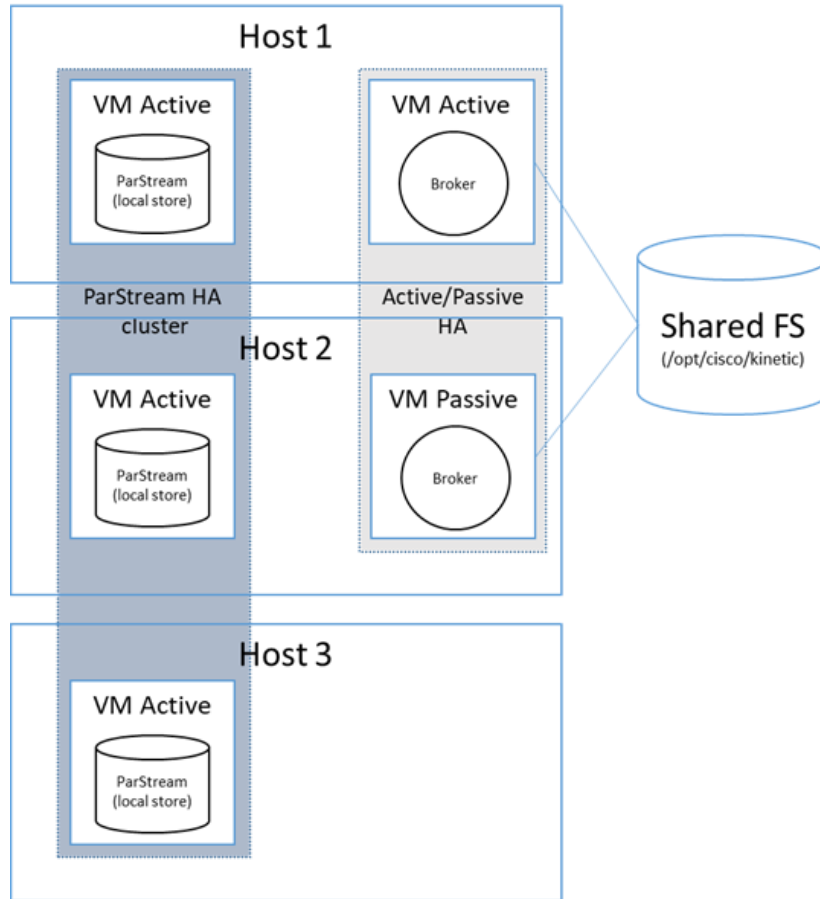 Host 1
VM Active
ParStream
(local store)
VM Active
Broker
ParStream HA
cluster
Active/Passive
HA
Shared FS
(/opt/cisco/kinetic)
Host 2
VM Active
ParStream
(local store)
VM Passive
Broker
Host 3
VM Active
ParStream
(local store)